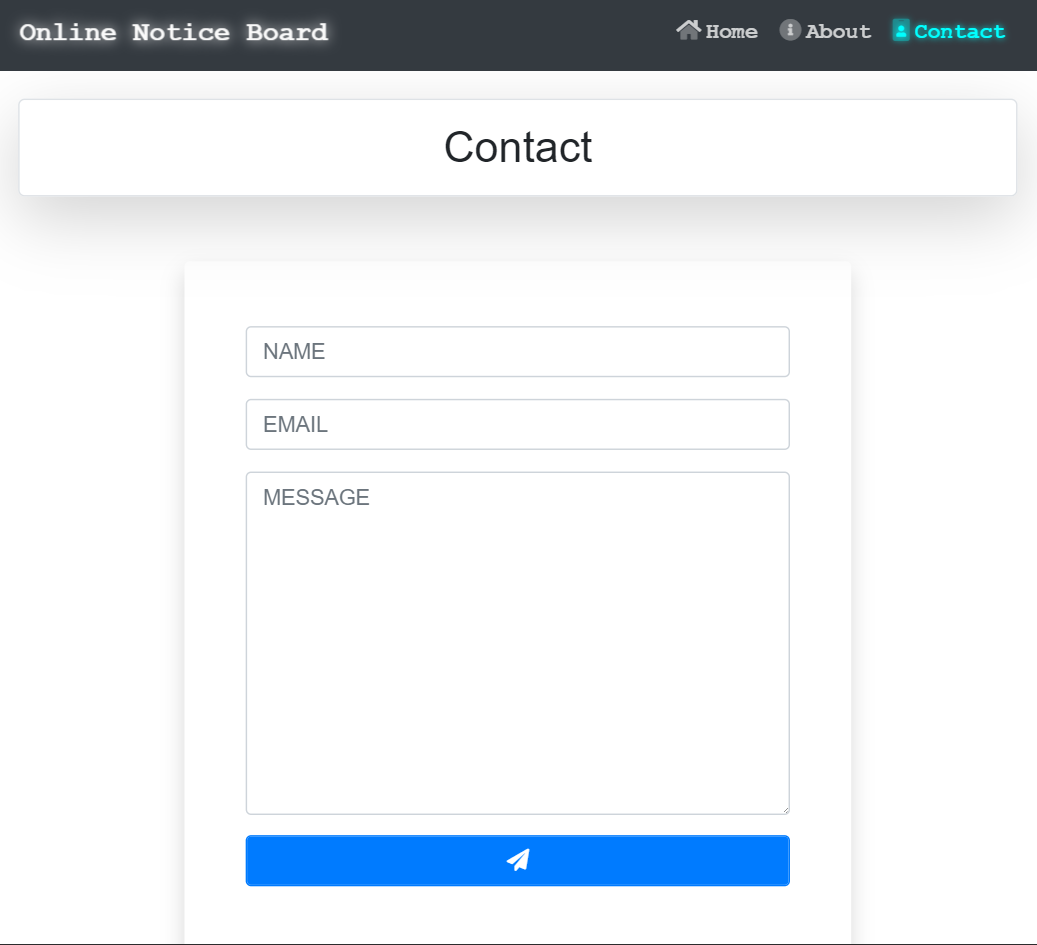 Online Notice Board
Home About Contact
Contact
NAME
EMAIL
MESSAGE